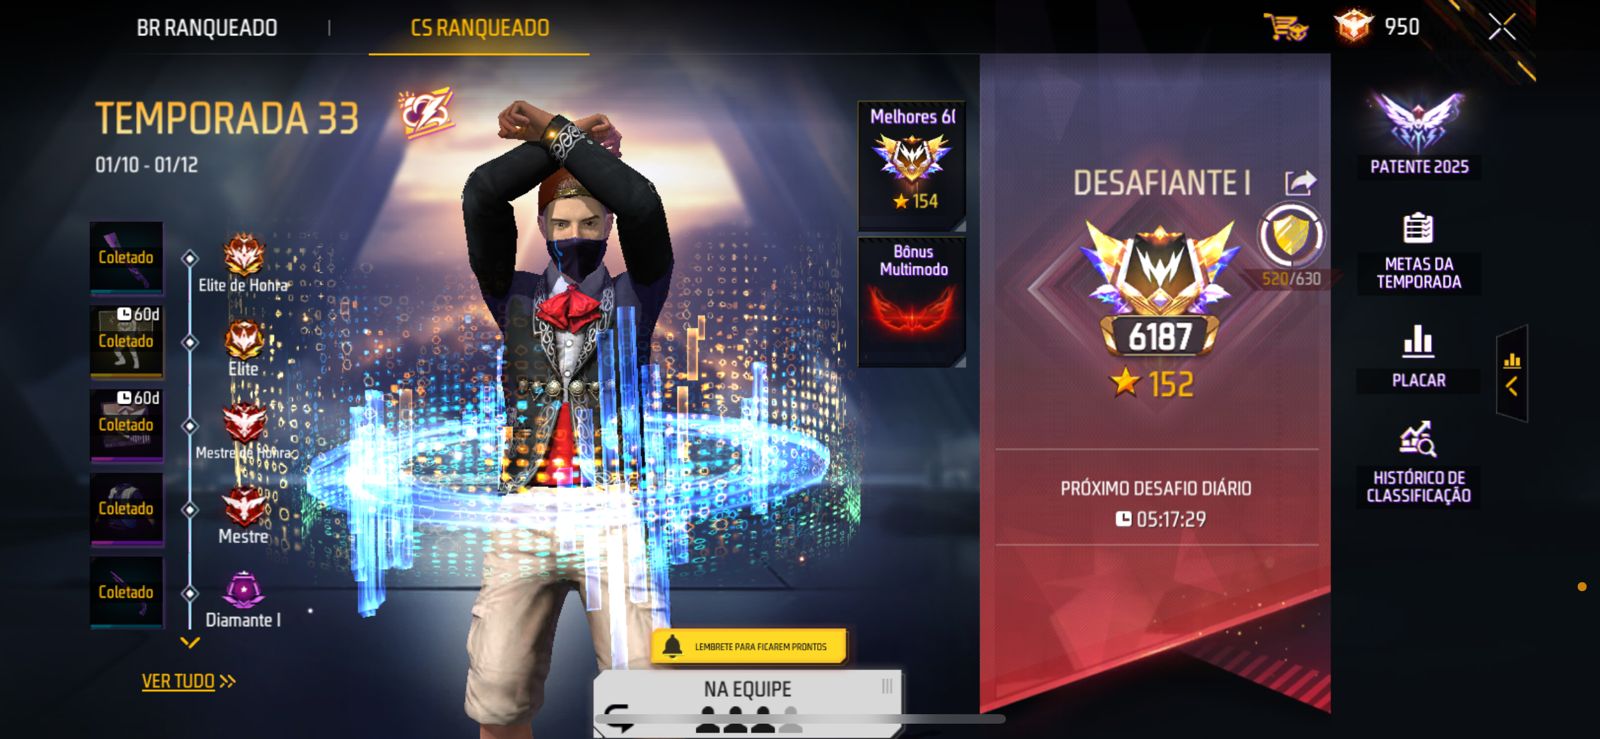 BR RANQUEADO
CS RANQUEADO
950
TEMPORADA 33
01/10 - 01/12
Coletado
Elite de Honra
60d
Coletado
Elite
60d
Coletado
Mestre de Honra
Coletado
Mestre
Coletado
Diamante I
VER TUDO >>
Melhores 6(
154
Bônus
Multimodo
DESAFIANTE I
520/630
6187
152
PRÓXIMO DESAFIO DIÁRIO
05:17:29
LEMBRETE PARA FICAREM PRONTOS
NA EQUIPE
PATENTE 2025
METAS DA
TEMPORADA
PLACAR
HISTÓRICO DE
CLASSIFICAÇÃO